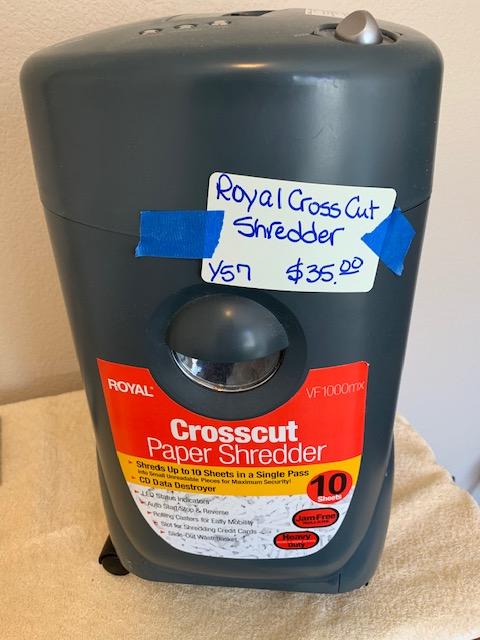 Royal Cross Cut
Shredder
Y57 $35.00
ROYAL
VF1000mx
Crosscut
Paper Shredder
Shreds Up to 10 Sheets in a Single Pass
into Small Unreadable Pieces for Maximum Security!
CD Data Destroyer
LED Status Indicators
Auto Start/Stop & Reverse
Rolling Casters for Easy Mobility
Slot for Shredding Credit Cards
Slide-Out Wastebasket
10
Sheets
Jam Free
Heavy
Duty